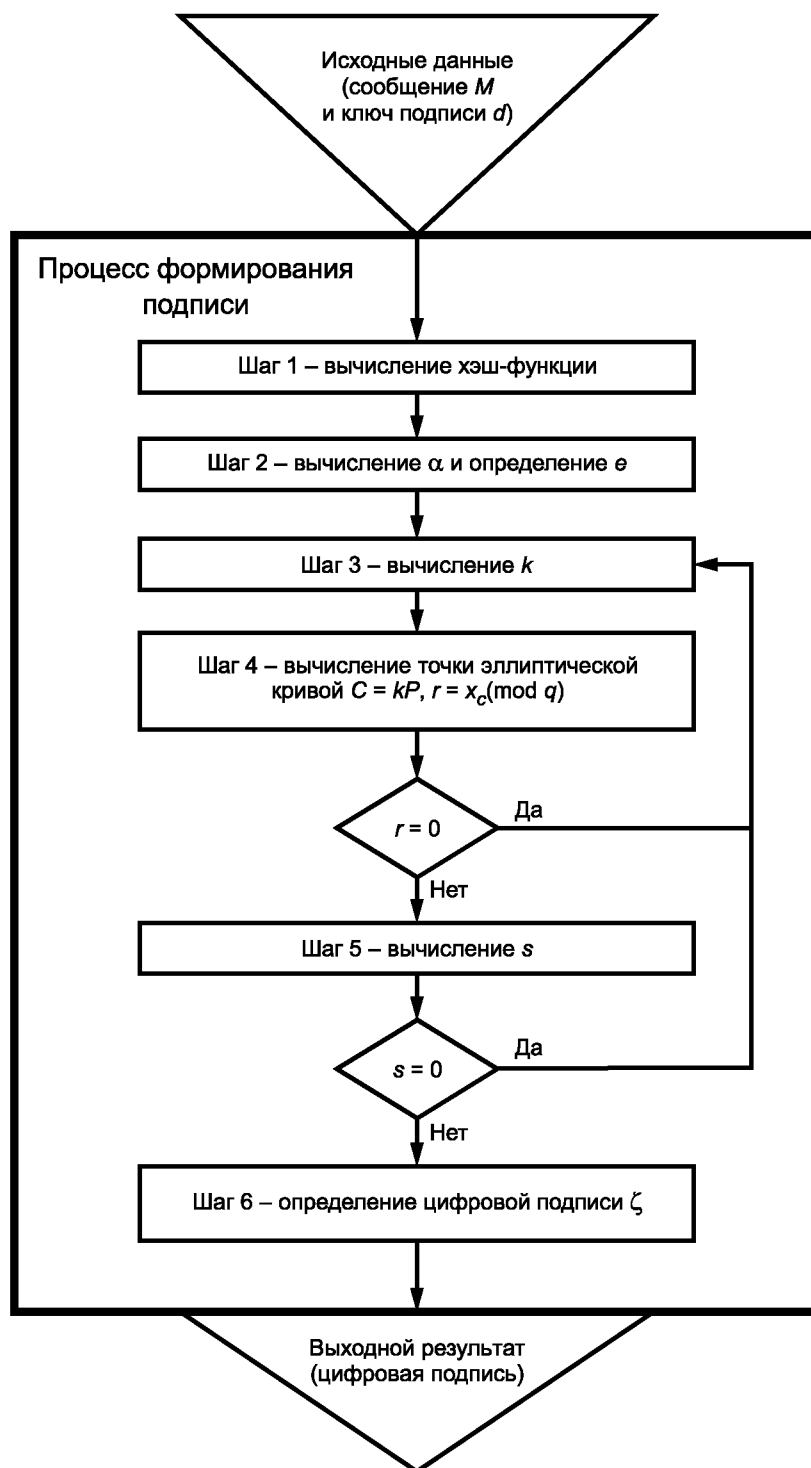 Исходные данные
(сообщение M
и ключ подписи d)
Процесс формирования
подписи
Шаг 1 – вычисление хэш-функции
Шаг 2 – вычисление α и определение e
Шаг 3 – вычисление k
Шаг 4 – вычисление точки эллиптической
кривой C = kP, r = x_c(mod q)
r = 0
Да
Нет
Шаг 5 – вычисление s
s = 0
Да
Нет
Шаг 6 – определение цифровой подписи ζ
Выходной результат
(цифровая подпись)